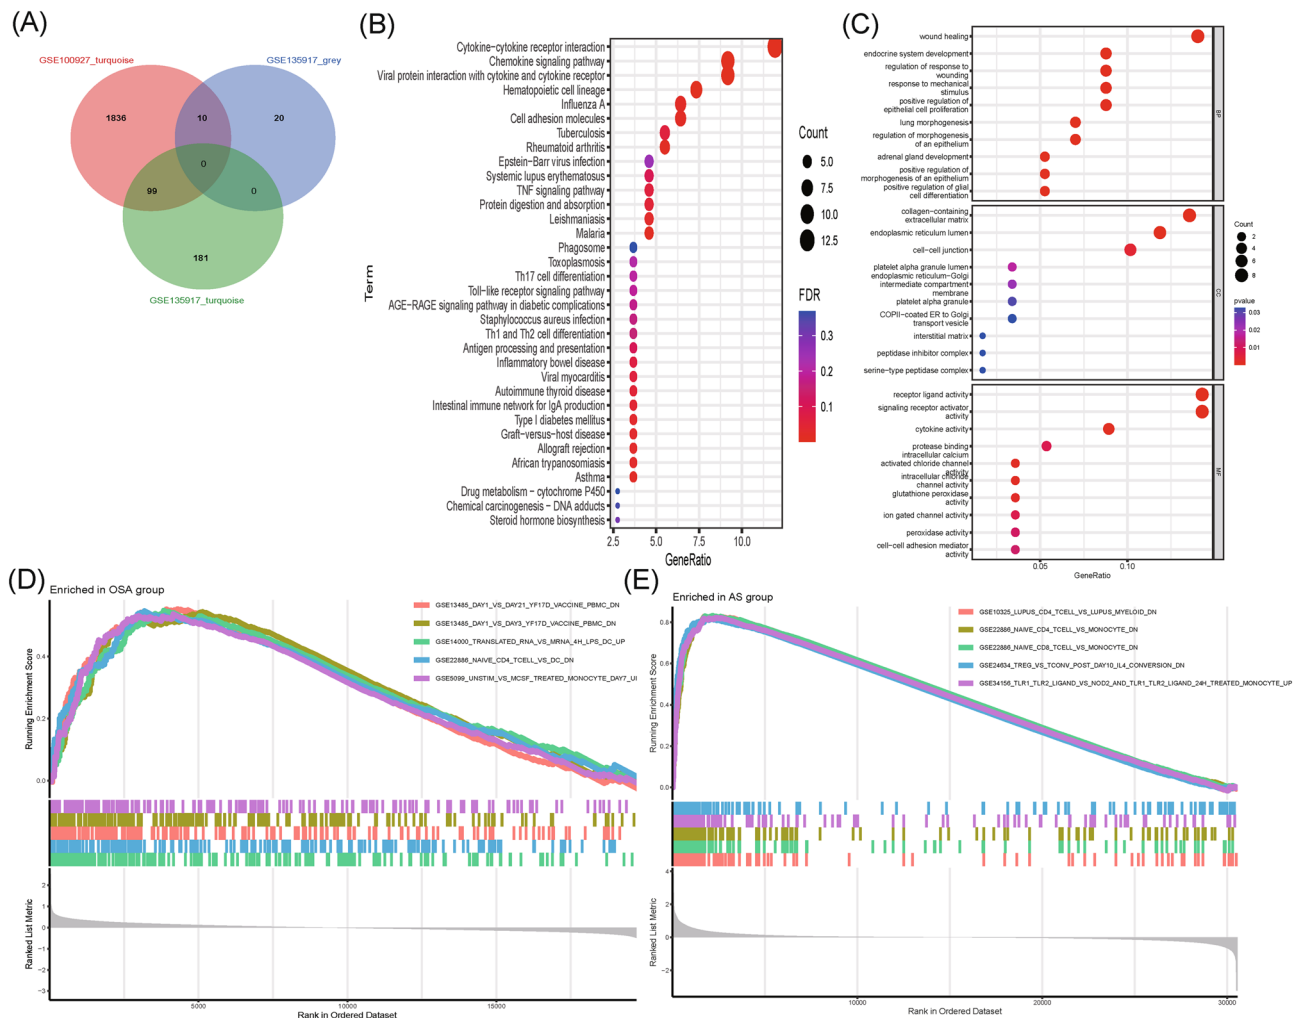 (A)
GSE100927_turquoise
GSE135917_grey
1836
10
20
0
99
0
181
GSE135917_turquoise
(B)
Term
Cytokine−cytokine receptor interaction
Chemokine signaling pathway
Viral protein interaction with cytokine and cytokine receptor
Hematopoietic cell lineage
Influenza A
Cell adhesion molecules
Tuberculosis
Rheumatoid arthritis
Epstein−Barr virus infection
Systemic lupus erythematosus
TNF signaling pathway
Protein digestion and absorption
Leishmaniasis
Malaria
Phagosome
Toxoplasmosis
Th17 cell differentiation
Toll−like receptor signaling pathway
AGE−RAGE signaling pathway in diabetic complications
Staphylococcus aureus infection
Th1 and Th2 cell differentiation
Antigen processing and presentation
Inflammatory bowel disease
Viral myocarditis
Autoimmune thyroid disease
Intestinal immune network for IgA production
Type I diabetes mellitus
Graft−versus−host disease
Allograft rejection
African trypanosomiasis
Asthma
Drug metabolism − cytochrome P450
Chemical carcinogenesis − DNA adducts
Steroid hormone biosynthesis
2.5 5.0 7.5 10.0
GeneRatio
Count
5.0
7.5
10.0
12.5
FDR
0.3
0.2
0.1
(C)
wound healing
endocrine system development
regulation of response to
wounding
response to mechanical
stimulus
positive regulation of
epithelial cell proliferation
lung morphogenesis
regulation of morphogenesis
of an epithelium
adrenal gland development
positive regulation of
morphogenesis of an epithelium
positive regulation of glial
cell differentiation
BP
collagen−containing
extracellular matrix
endoplasmic reticulum lumen
cell−cell junction
platelet alpha granule lumen
endoplasmic reticulum−Golgi
intermediate compartment
membrane
platelet alpha granule
COPII−coated ER to Golgi
transport vesicle
interstitial matrix
peptidase inhibitor complex
serine−type peptidase complex
CC
receptor ligand activity
signaling receptor activator
activity
cytokine activity
protease binding
intracellular calcium
activated chloride channel
activity
intracellular chloride
channel activity
glutathione peroxidase
activity
ion gated channel activity
peroxidase activity
cell−cell adhesion mediator
activity
MF
0.05 0.10
GeneRatio
Count
2
4
6
8
pvalue
0.03
0.02
0.01
(D)
Enriched in OSA group
Running Enrichment Score
0.4
0.2
0.0
GSE13485_DAY1_VS_DAY21_YF17D_VACCINE_PBMC_DN
GSE13485_DAY1_VS_DAY3_YF17D_VACCINE_PBMC_DN
GSE14000_TRANSLATED_RNA_VS_MRNA_4H_LPS_DC_UP
GSE22886_NAIVE_CD4_TCELL_VS_DC_DN
GSE5099_UNSTIM_VS_MCSF_TREATED_MONOCYTE_DAY7_UI
Ranked List Metric
2
1
0
−1
−2
−3
5000 10000 15000
Rank in Ordered Dataset
(E)
Enriched in AS group
Running Enrichment Score
0.8
0.6
0.4
0.2
0.0
GSE10325_LUPUS_CD4_TCELL_VS_LUPUS_MYELOID_DN
GSE22886_NAIVE_CD4_TCELL_VS_MONOCYTE_DN
GSE22886_NAIVE_CD8_TCELL_VS_MONOCYTE_DN
GSE24634_TREG_VS_TCONV_POST_DAY10_IL4_CONVERSION_DN
GSE34156_TLR1_TLR2_LIGAND_VS_NOD2_AND_TLR1_TLR2_LIGAND_24H_TREATED_MONOCYTE_UP
Ranked List Metric
4
2
0
−2
10000 20000 30000
Rank in Ordered Dataset